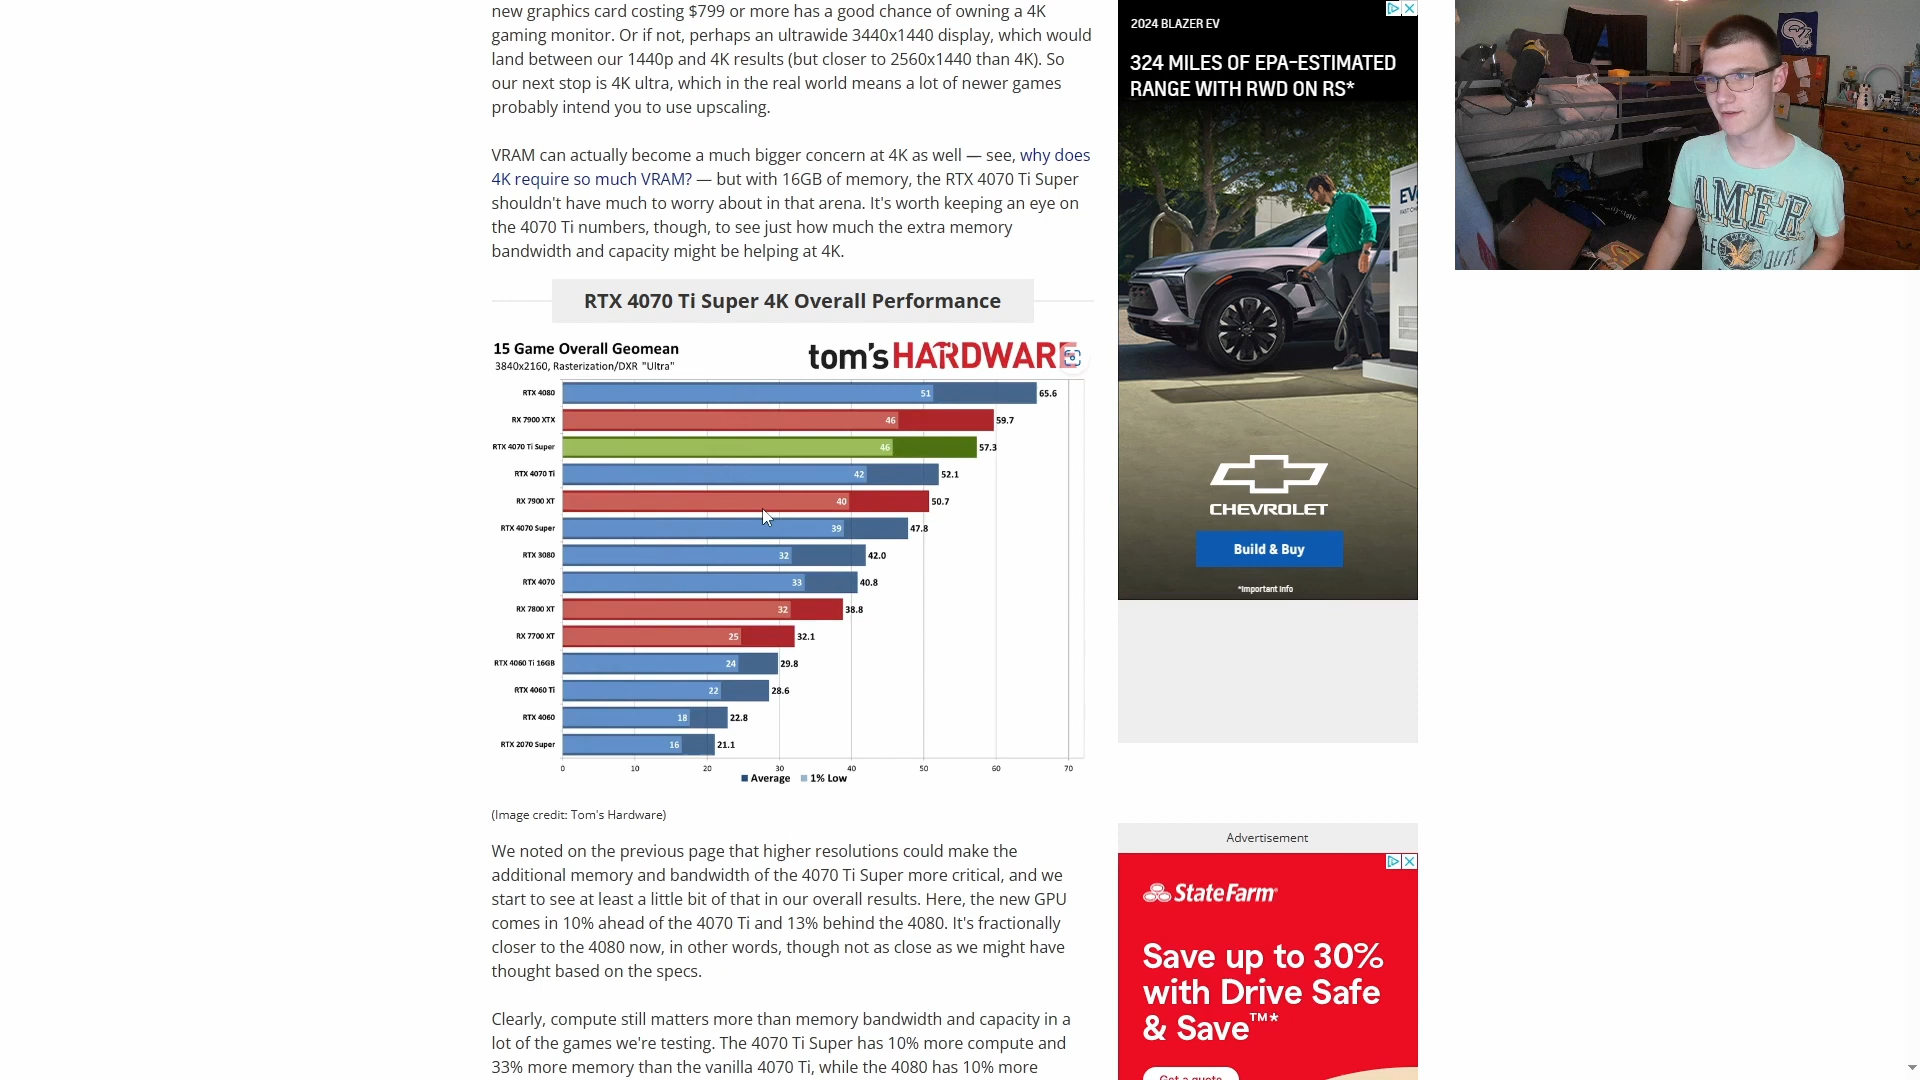 new graphics card costing $799 or more has a good chance of owning a 4K
gaming monitor. Or if not, perhaps an ultrawide 3440x1440 display, which would
land between our 1440p and 4K results (but closer to 2560x1440 than 4K). So
our next stop is 4K ultra, which in the real world means a lot of newer games
probably intend you to use upscaling.
VRAM can actually become a much bigger concern at 4K as well — see, why does
4K require so much VRAM? — but with 16GB of memory, the RTX 4070 Ti Super
shouldn't have much to worry about in that arena. It's worth keeping an eye on
the 4070 Ti numbers, though, to see just how much the extra memory
bandwidth and capacity might be helping at 4K.
RTX 4070 Ti Super 4K Overall Performance
15 Game Overall Geomean
3840x2160, Rasterization/DXR "Ultra"
tom's HARDWARE
RTX 4080 51 65.6
RX 7900 XTX 46 59.7
RTX 4070 Ti Super 46 57.3
RTX 4070 Ti 42 52.1
RX 7900 XT 40 50.7
RTX 4070 Super 39 47.8
RTX 3080 32 42.0
RTX 4070 33 40.8
RX 7800 XT 32 38.8
RX 7700 XT 25 32.1
RTX 4060 Ti 16GB 24 29.8
RTX 4060 Ti 22 28.6
RTX 4060 18 22.8
RTX 2070 Super 16 21.1
0 10 20 30 40 50 60 70
Average 1% Low
(Image credit: Tom's Hardware)
We noted on the previous page that higher resolutions could make the
additional memory and bandwidth of the 4070 Ti Super more critical, and we
start to see at least a little bit of that in our overall results. Here, the new GPU
comes in 10% ahead of the 4070 Ti and 13% behind the 4080. It's fractionally
closer to the 4080 now, in other words, though not as close as we might have
thought based on the specs.
Clearly, compute still matters more than memory bandwidth and capacity in a
lot of the games we're testing. The 4070 Ti Super has 10% more compute and
33% more memory than the vanilla 4070 Ti, while the 4080 has 10% more
2024 BLAZER EV
324 MILES OF EPA-ESTIMATED
RANGE WITH RWD ON RS*
CHEVROLET
Build & Buy
*Important Info
Advertisement
StateFarm
Save up to 30%
with Drive Safe
& Save™*
Get a quote